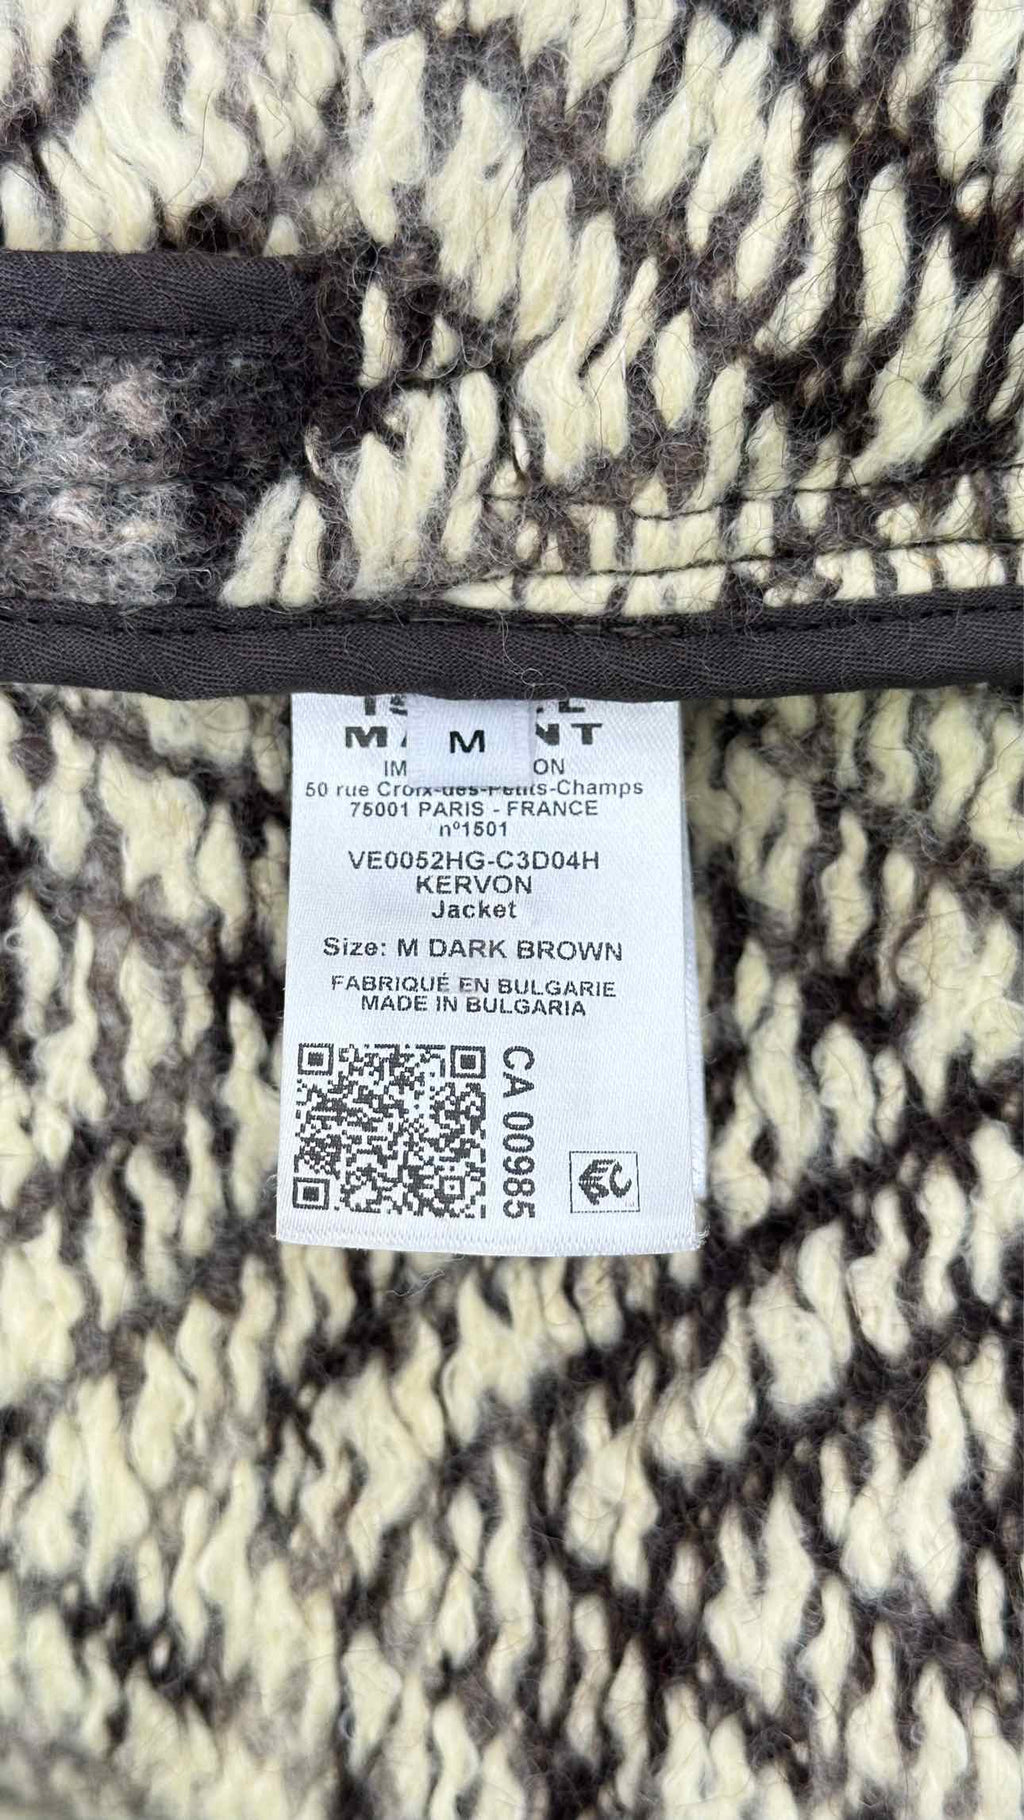 M
50 rue Croix-des-Petits-Champs
75001 PARIS - FRANCE
nº1501
VE0052HG-C3D04H
KERVON
Jacket
Size: M DARK BROWN
FABRIQUÉ EN BULGARIE
MADE IN BULGARIA
CA 00985